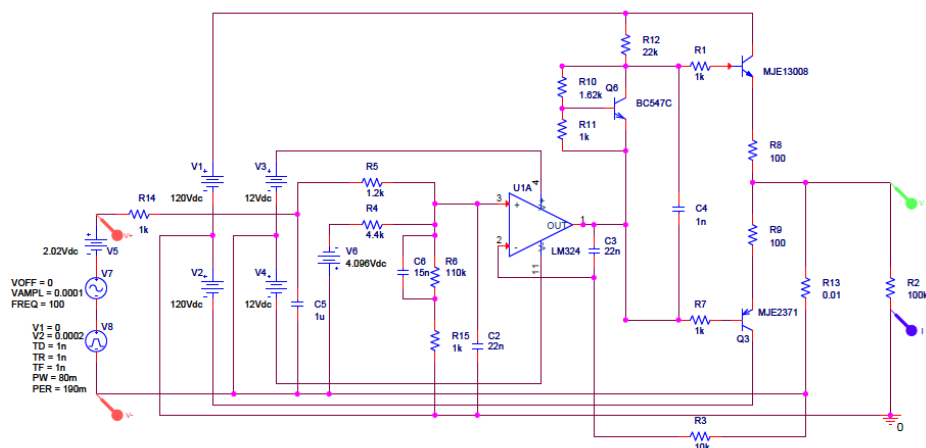 R12
22k
R1
1k
MJE13008
R10
1.62k
Q6
BC547C
R11
1k
R8
100
V1
120Vdc
V3
12Vdc
R5
1.2k
R14
1k
R4
4.4k
U1A
3
+
4
V+
OUT
1
2
-
V-
11
LM324
C3
22n
C4
1n
V
2.02Vdc
V5
V+
V6
4.096Vdc
C6
15n
R6
110k
R9
100
V7
VOFF = 0
VAMPL = 0.0001
FREQ = 100
V2
120Vdc
V4
12Vdc
C5
1u
R13
0.01
R2
100k
R7
1k
MJE2371
Q3
I
V8
V1 = 0
V2 = 0.0002
TD = 1n
TR = 1n
TF = 1n
PW = 80m
PER = 190m
R15
1k
C2
22n
V-
0
R3
10k